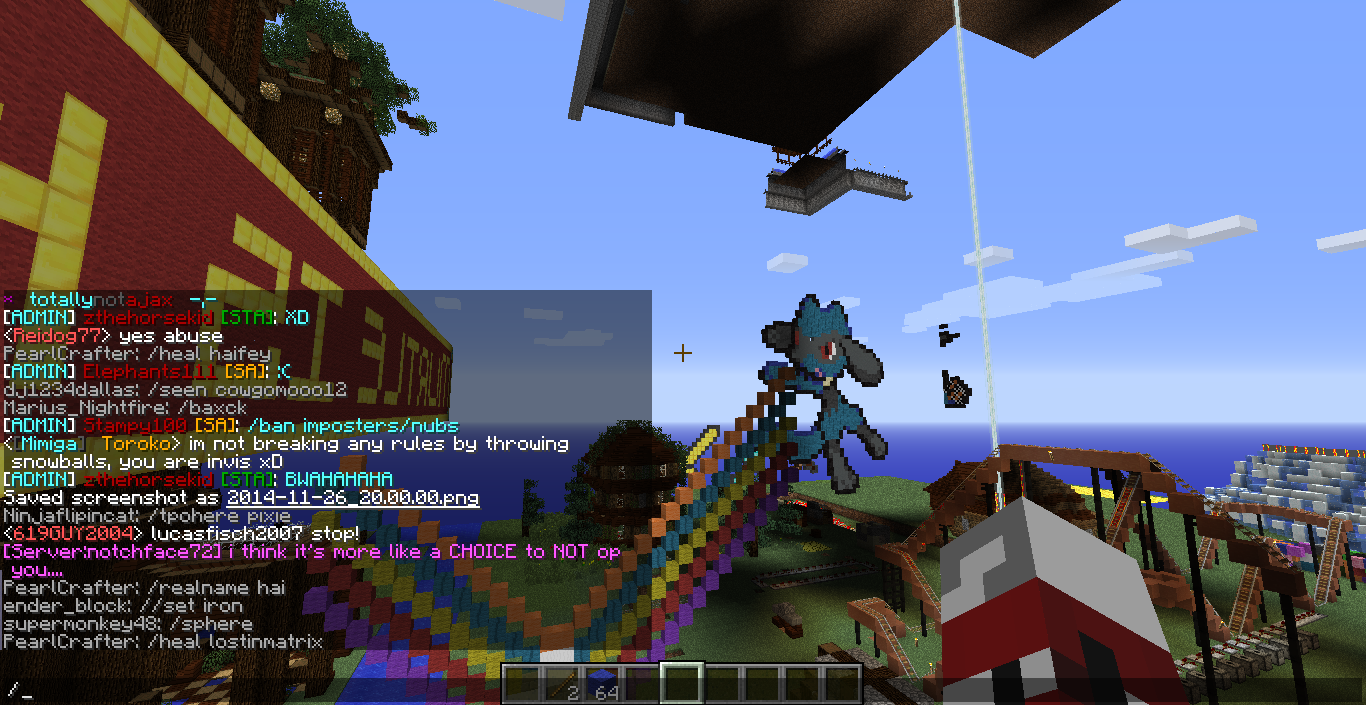 * totallynotajax -,-
[ADMIN] zthehorsekid [STA]: XD
<Reidog77> yes abuse
PearlCrafter: /heal haifey
[ADMIN] Elephants111 [SA]: :C
dj1234dallas: /seen cowgomooo12
Marius_Nightfire: /baxck
[ADMIN] Stampy100 [SA]: /ban imposters/nubs
<[Mimiga] Toroko> im not breaking any rules by throwing
snowballs, you are invis xD
[ADMIN] zthehorsekid [STA]: BWAHAHAHA
Saved screenshot as 2014-11-26_20.00.00.png
Ninjaflipincat: /tpohere pixie
<619GUY2004> lucasfisch2007 stop!
[Server:notchface72] i think it's more like a CHOICE to NOT op
you....
PearlCrafter: /realname hai
ender_block: //set iron
supermonkey48: /sphere
PearlCrafter: /heal lostinmatrix
/_
2 64